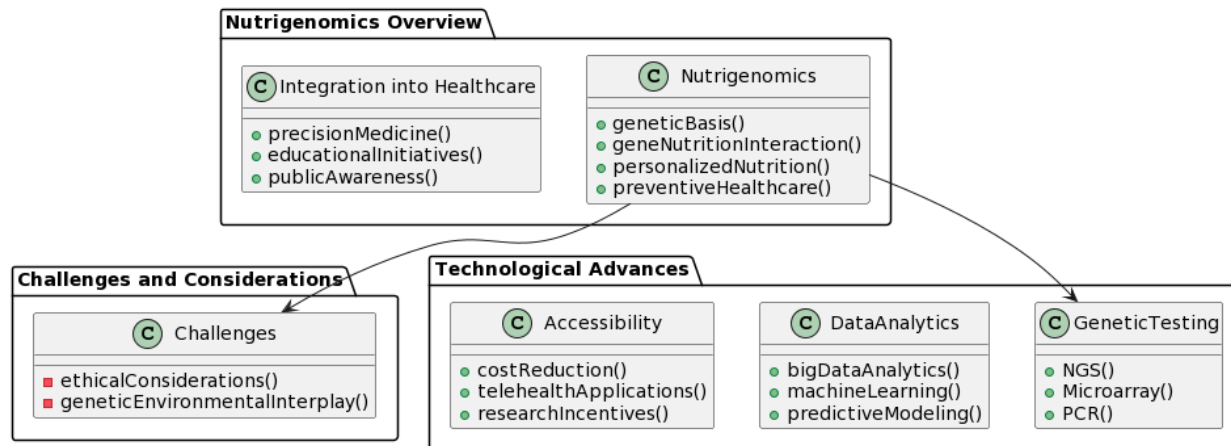 Nutrigenomics Overview
C Integration into Healthcare
precisionMedicine()
educationalInitiatives()
publicAwareness()
C Nutrigenomics
geneticBasis()
geneNutritionInteraction()
personalizedNutrition()
preventiveHealthcare()
Challenges and Considerations
C Challenges
ethicalConsiderations()
geneticEnvironmentalInterplay()
Technological Advances
C Accessibility
costReduction()
telehealthApplications()
researchIncentives()
C DataAnalytics
bigDataAnalytics()
machineLearning()
predictiveModeling()
C GeneticTesting
NGS()
Microarray()
PCR()